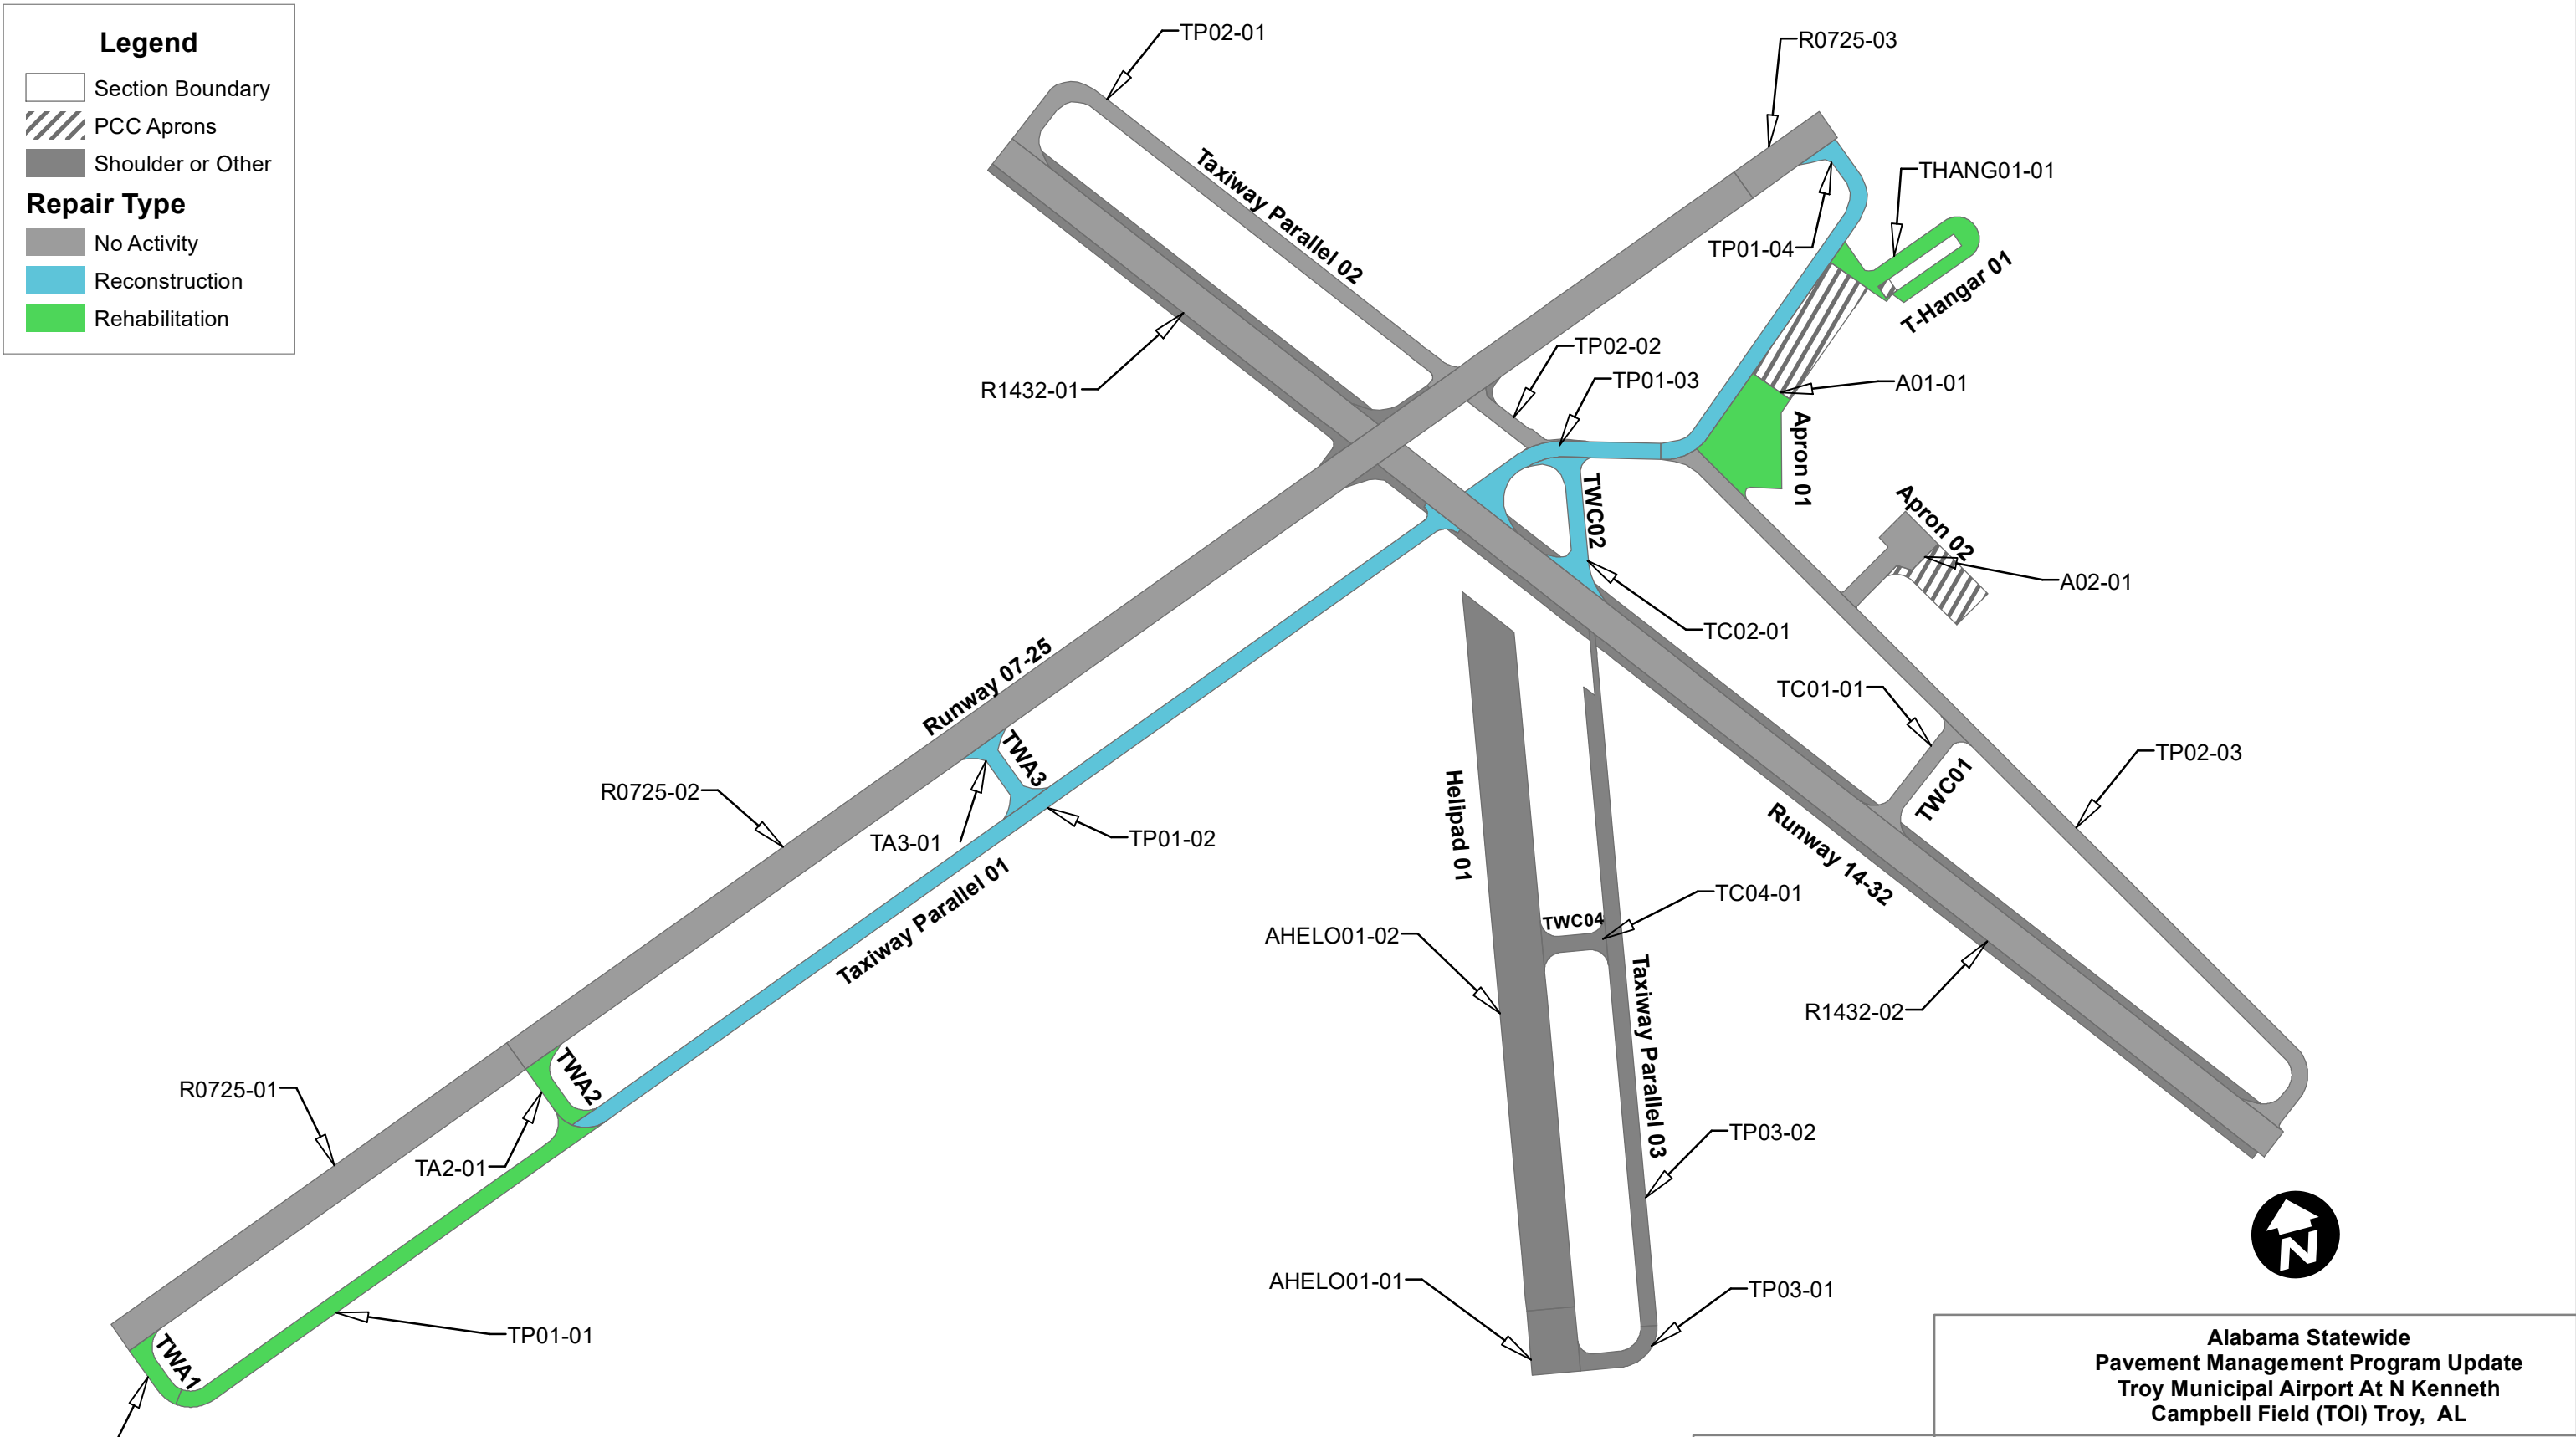 Legend
Section Boundary
PCC Aprons
Shoulder or Other
Repair Type
No Activity
Reconstruction
Rehabilitation
TP02-01
R0725-03
THANG01-01
Taxiway Parallel 02
TP01-04
T-Hangar 01
R1432-01
TP02-02
TP01-03
A01-01
Apron 01
TWC02
Apron 02
A02-01
TC02-01
Runway 07-25
TC01-01
TWA3
TP02-03
R0725-02
TWC01
Helipad 01
TA3-01
TP01-02
Runway 14-32
Taxiway Parallel 01
TC04-01
TWC04
AHELO01-02
Taxiway Parallel 03
R1432-02
TWA2
R0725-01
TA2-01
TP03-02
N
AHELO01-01
TP03-01
TP01-01
TWA1
Alabama Statewide
Pavement Management Program Update
Troy Municipal Airport At N Kenneth
Campbell Field (TOI) Troy, AL